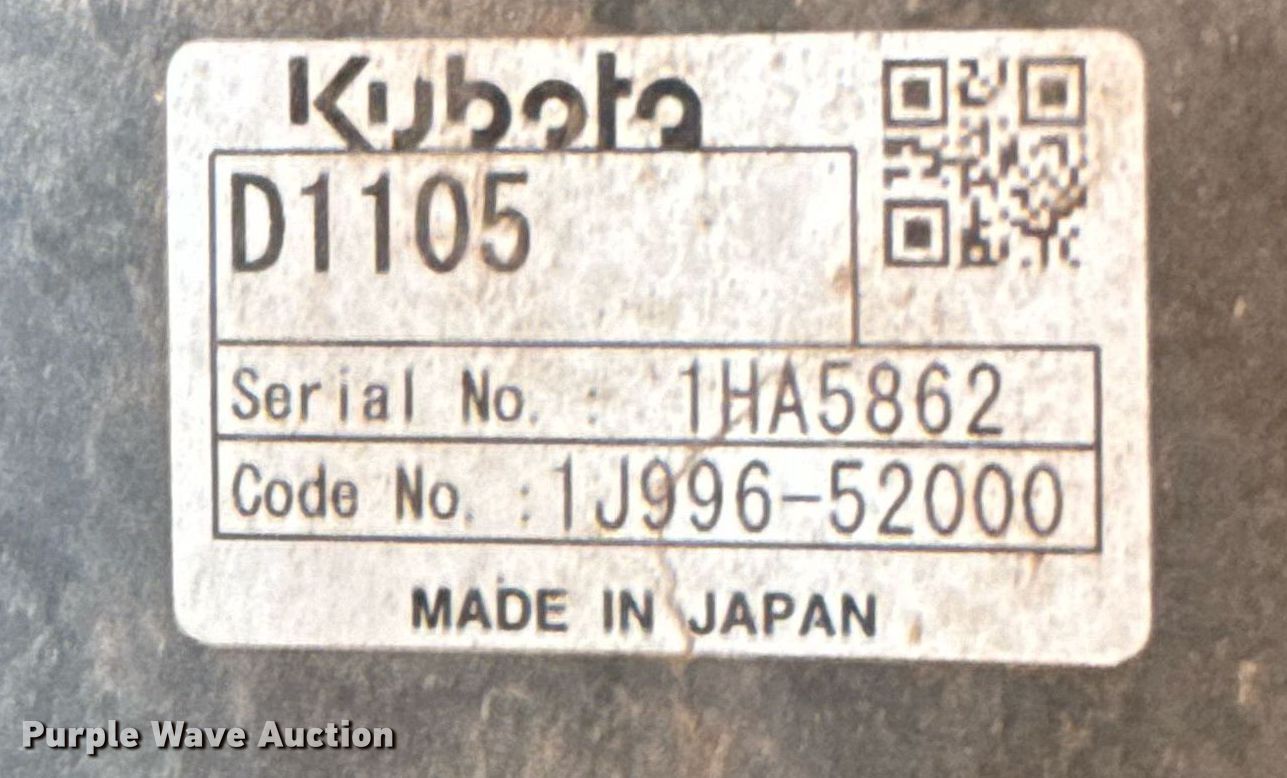 Kubota
D1105
Serial No. : 1HA5862
Code No. : 1J996-52000
MADE IN JAPAN
Purple Wave Auction